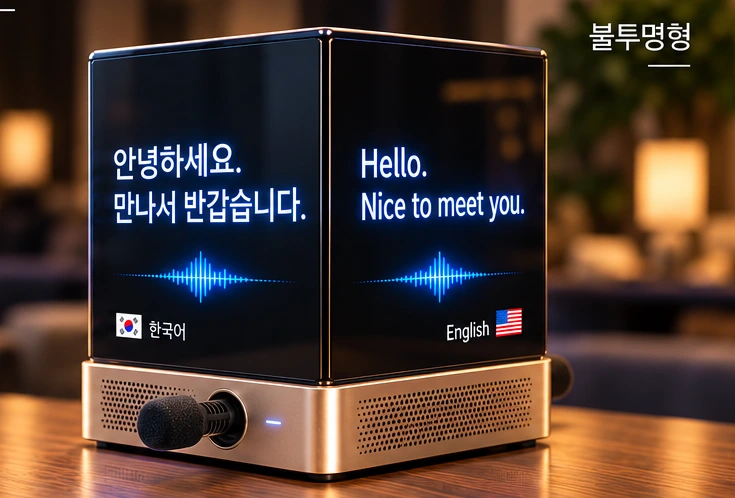 불투명형
안녕하세요.
만나서 반갑습니다.
한국어
Hello.
Nice to meet you.
English